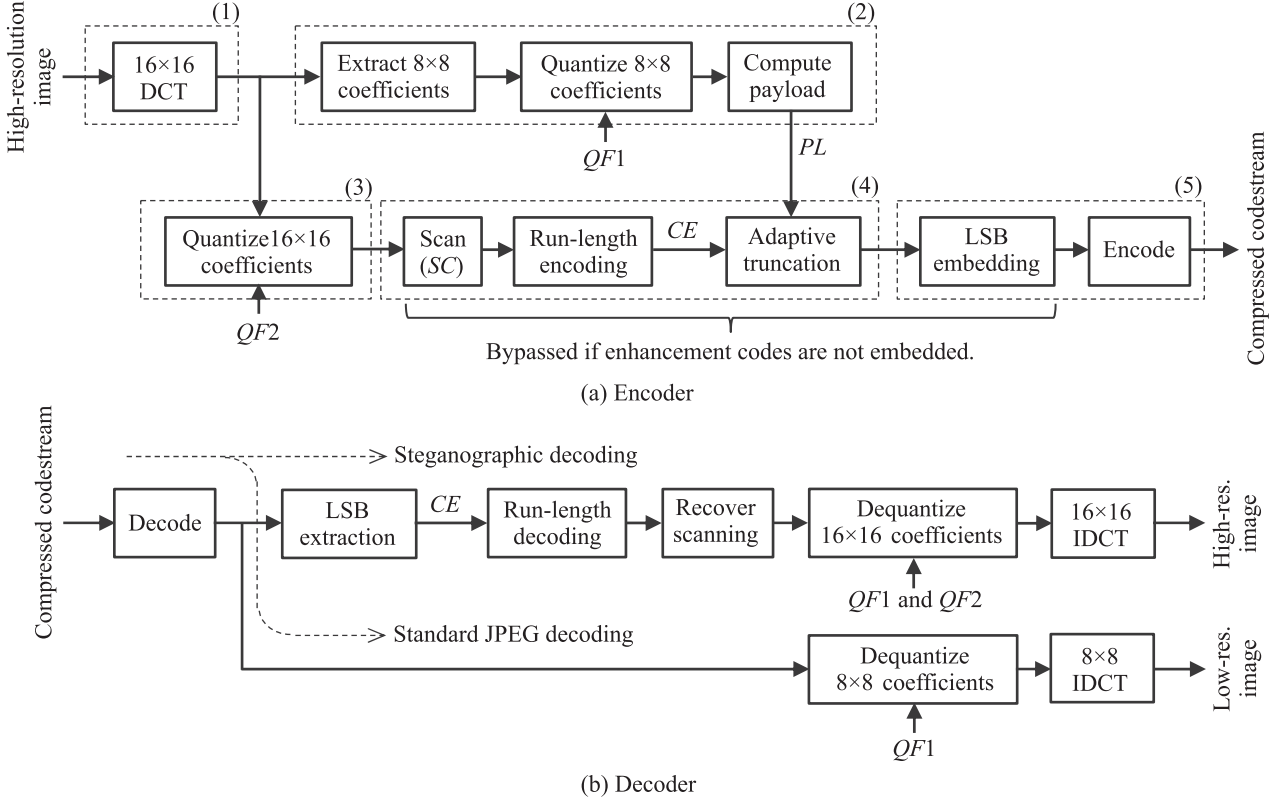 High-resolution
image
(1)
16×16
DCT
(2)
Extract 8×8
coefficients
Quantize 8×8
coefficients
Compute
payload
QF1
PL
(3)
Quantize16×16
coefficients
QF2
(4)
Scan
(SC)
Run-length
encoding
CE
Adaptive
truncation
(5)
LSB
embedding
Encode
Compressed codestream
Bypassed if enhancement codes are not embedded.
(a) Encoder
Compressed codestream
Steganographic decoding
Decode
LSB
extraction
CE
Run-length
decoding
Recover
scanning
Dequantize
16×16 coefficients
16×16
IDCT
High-res.
image
QF1 and QF2
Standard JPEG decoding
Dequantize
8×8 coefficients
8×8
IDCT
Low-res.
image
QF1
(b) Decoder